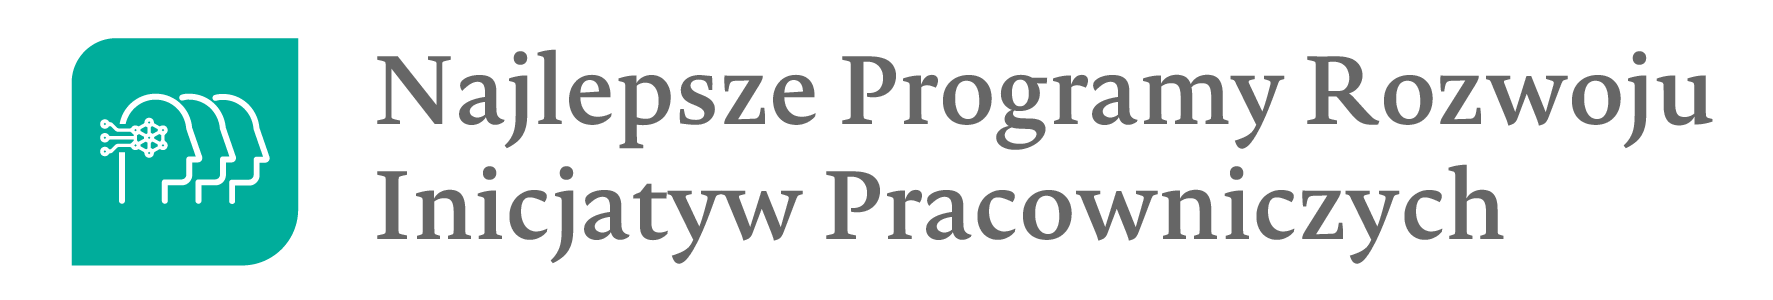 Najlepsze Programy Rozwoju
Inicjatyw Pracowniczych